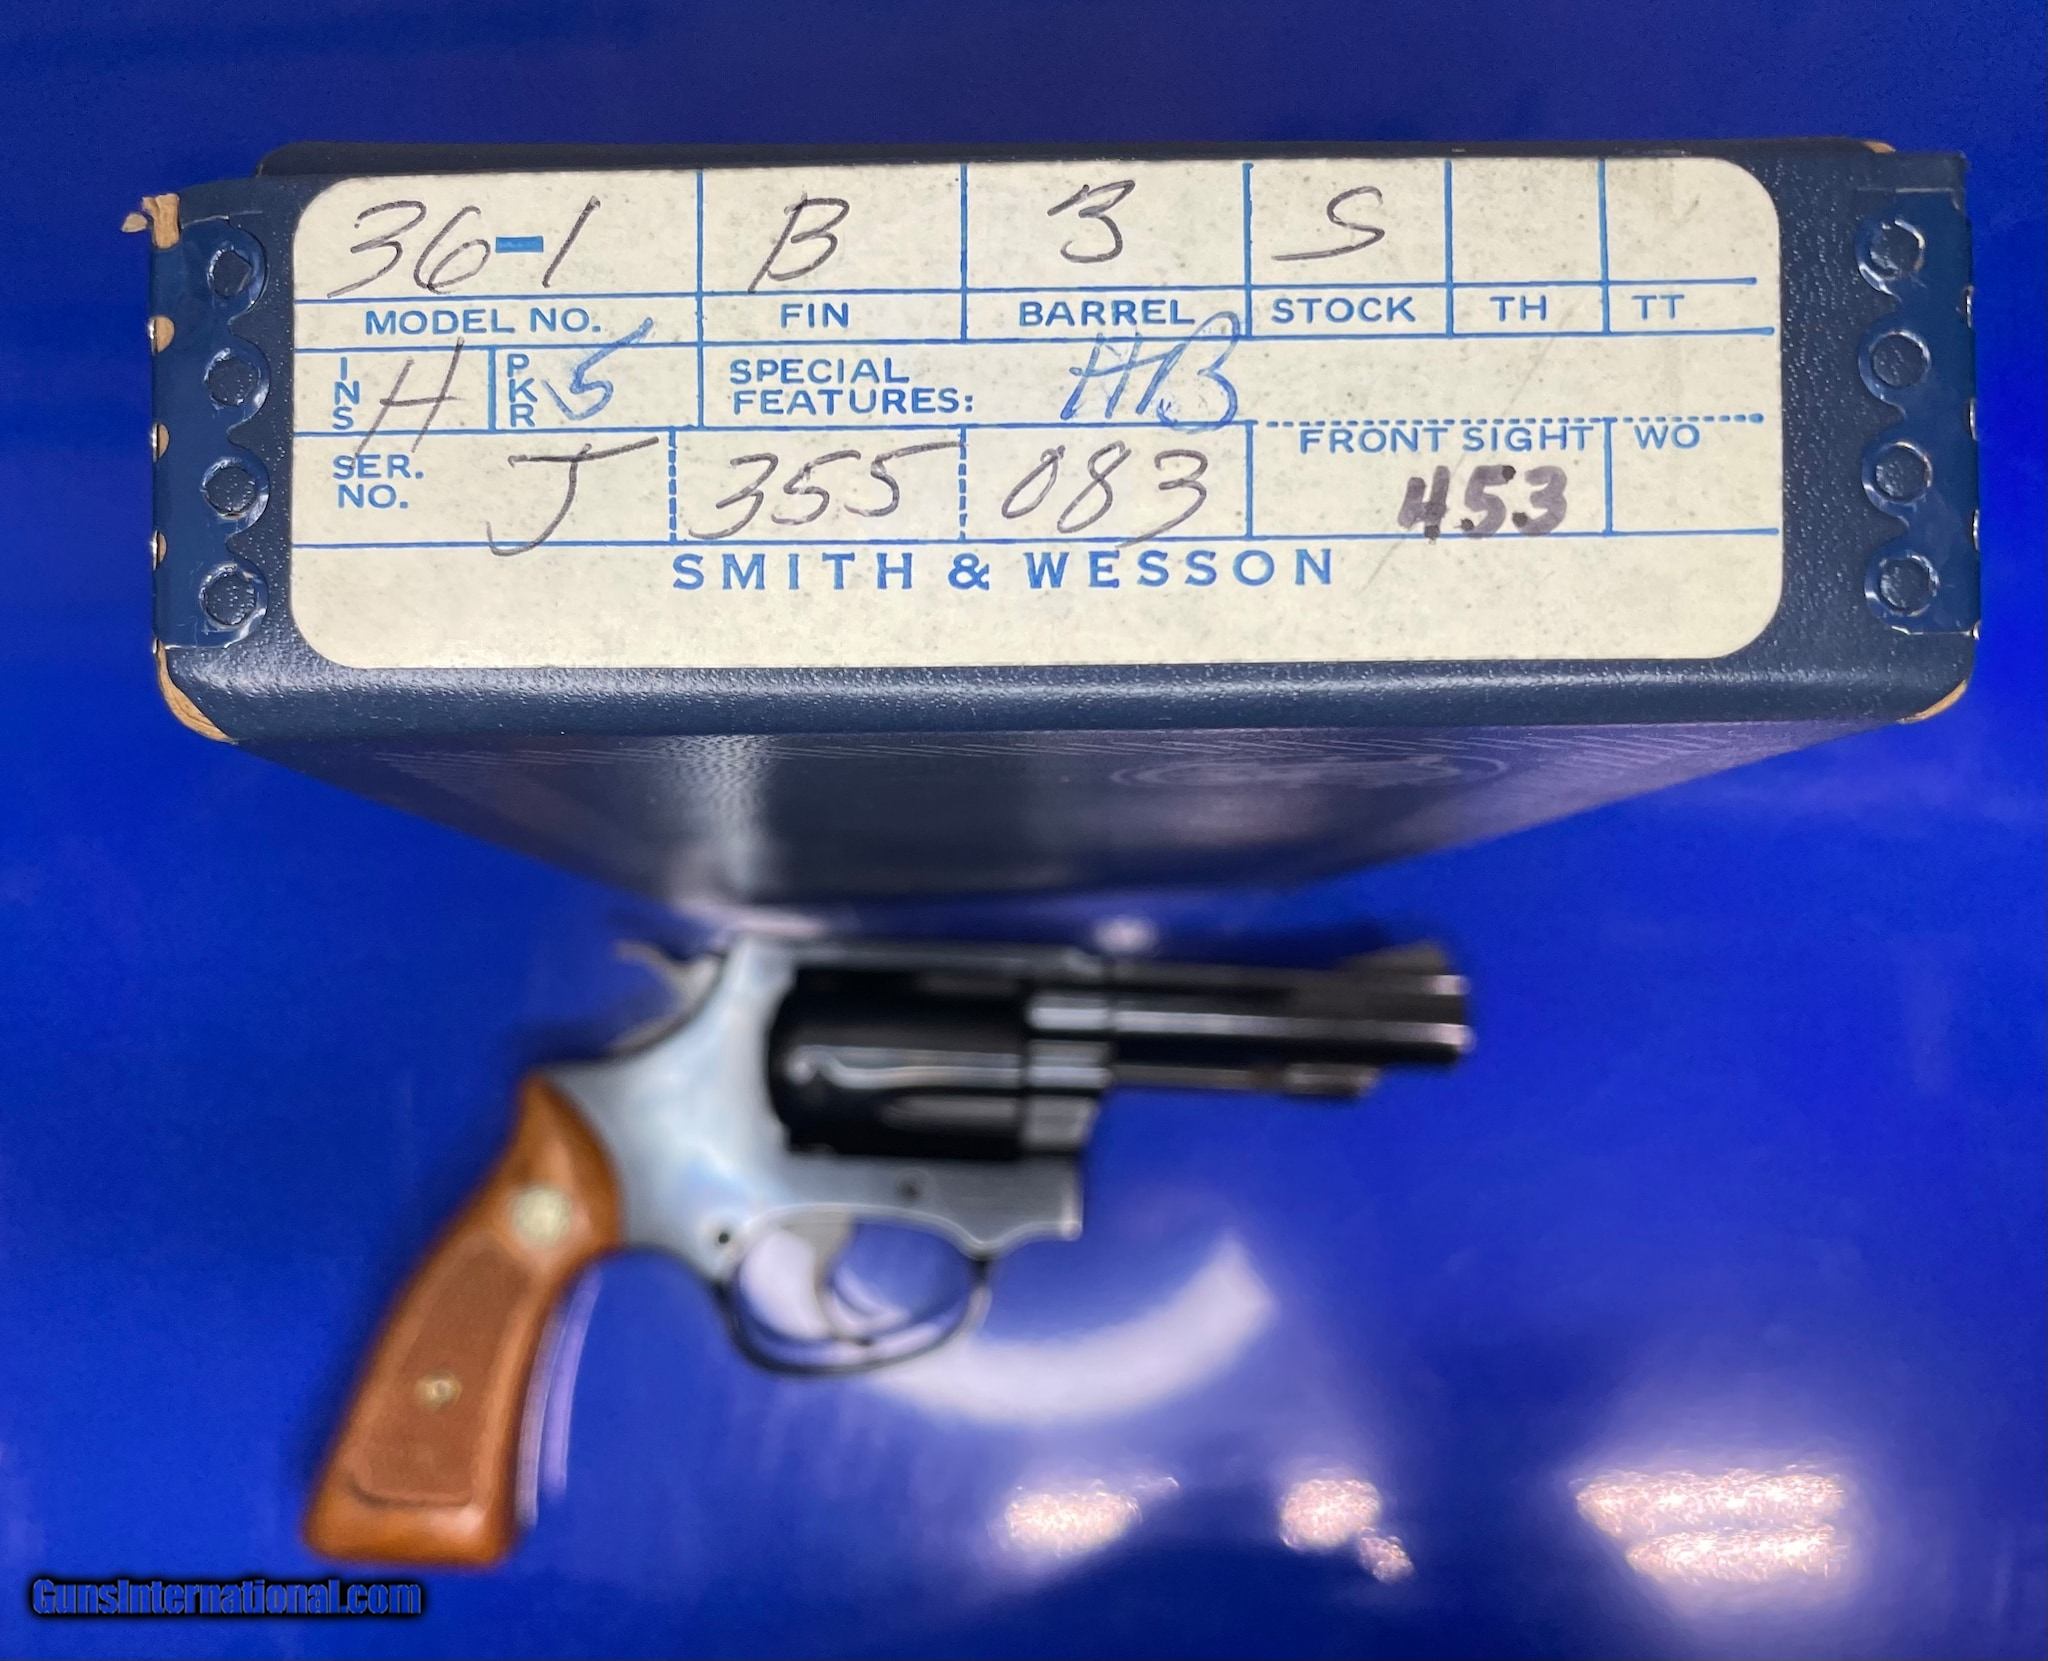 36-1 B 3 S
MODEL NO. FIN BARREL STOCK TH TT
INS H PKR 5 SPECIAL FEATURES: HB
FRONT SIGHT WO
SER. NO. J 355 083 453
SMITH & WESSON
GunsInternational.com